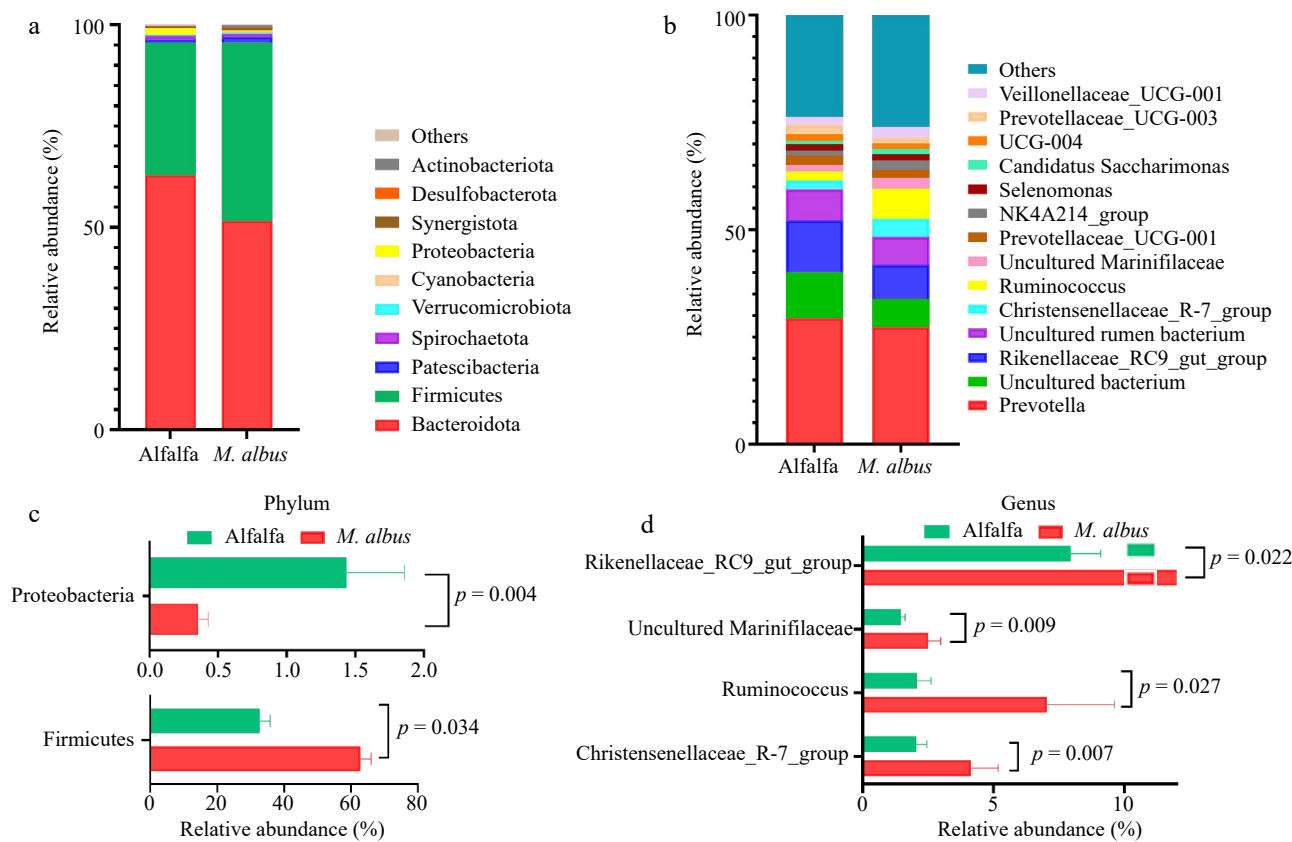 a
100
50
0
Relative abundance (%)
Alfalfa
M. albus
Others
Actinobacteriota
Desulfobacterota
Synergistota
Proteobacteria
Cyanobacteria
Verrucomicrobiota
Spirochaetota
Patescibacteria
Firmicutes
Bacteroidota
b
100
50
0
Relative abundance (%)
Alfalfa
M. albus
Others
Veillonellaceae_UCG-001
Prevotellaceae_UCG-003
UCG-004
Candidatus Saccharimonas
Selenomonas
NK4A214_group
Prevotellaceae_UCG-001
Uncultured Marinifilaceae
Ruminococcus
Christensenellaceae_R-7_group
Uncultured rumen bacterium
Rikenellaceae_RC9_gut_group
Uncultured bacterium
Prevotella
c
Phylum
Alfalfa M. albus
Proteobacteria
p = 0.004
0.0 0.5 1.0 1.5 2.0
Firmicutes
p = 0.034
0 20 40 60 80
Relative abundance (%)
d
Genus
Alfalfa M. albus
Rikenellaceae_RC9_gut_group
p = 0.022
Uncultured Marinifilaceae
p = 0.009
Ruminococcus
p = 0.027
Christensenellaceae_R-7_group
p = 0.007
0 5 10
Relative abundance (%)